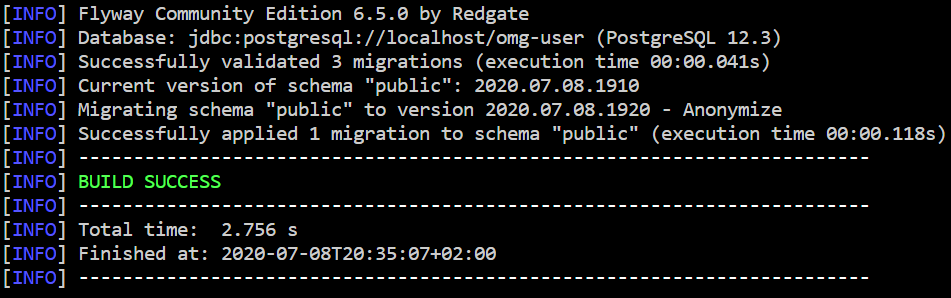 [INFO] Flyway Community Edition 6.5.0 by Redgate
[INFO] Database: jdbc:postgresql://localhost/omg-user (PostgreSQL 12.3)
[INFO] Successfully validated 3 migrations (execution time 00:00.041s)
[INFO] Current version of schema "public": 2020.07.08.1910
[INFO] Migrating schema "public" to version 2020.07.08.1920 - Anonymize
[INFO] Successfully applied 1 migration to schema "public" (execution time 00:00.118s)
[INFO] ------------------------------------------------------------------------
[INFO] BUILD SUCCESS
[INFO] ------------------------------------------------------------------------
[INFO] Total time:  2.756 s
[INFO] Finished at: 2020-07-08T20:35:07+02:00
[INFO] ------------------------------------------------------------------------